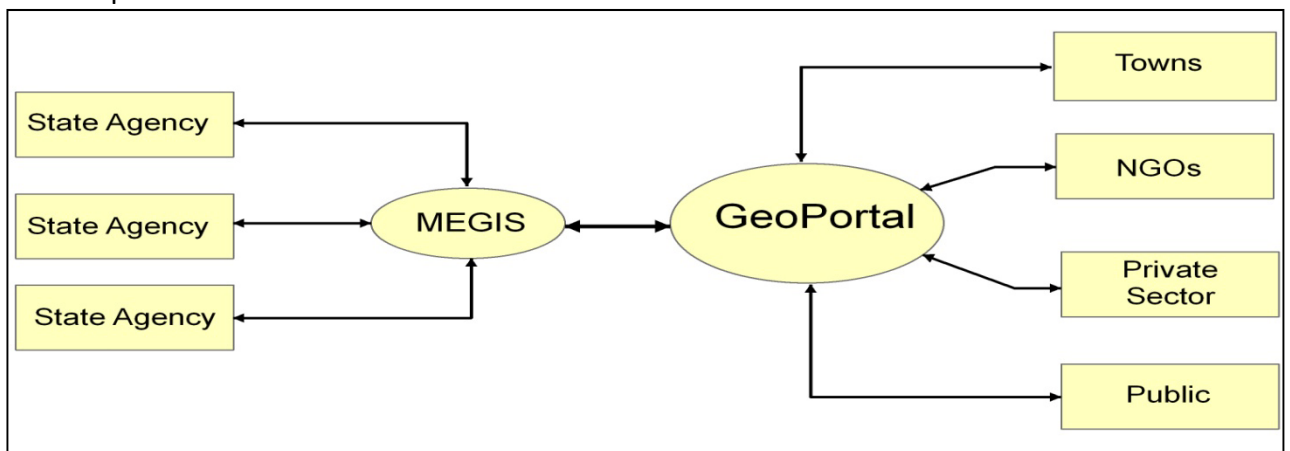 State Agency
State Agency
State Agency
MEGIS
GeoPortal
Towns
NGOs
Private
Sector
Public